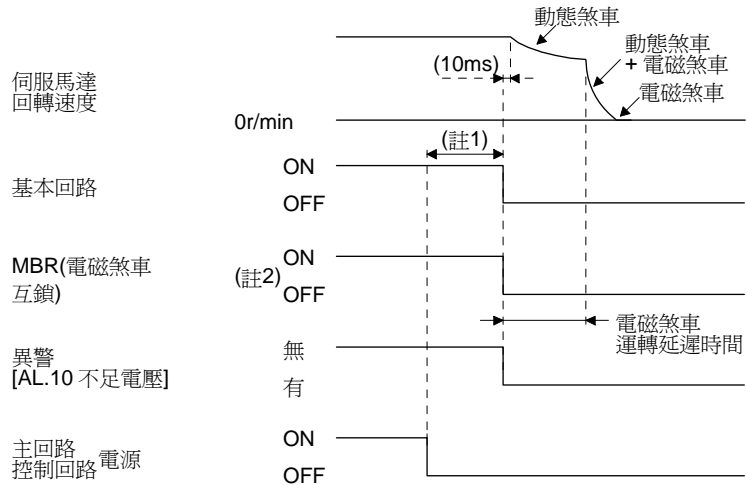 動態煞車
動態煞車
+ 電磁煞車
(10ms)
電磁煞車
伺服馬達
回轉速度
0r/min
(註1)
基本回路
ON
OFF
MBR(電磁煞車
互鎖)
(註2)
ON
OFF
電磁煞車
運轉延遲時間
異警
[AL.10 不足電壓]
無
有
主回路
控制回路
電源
ON
OFF